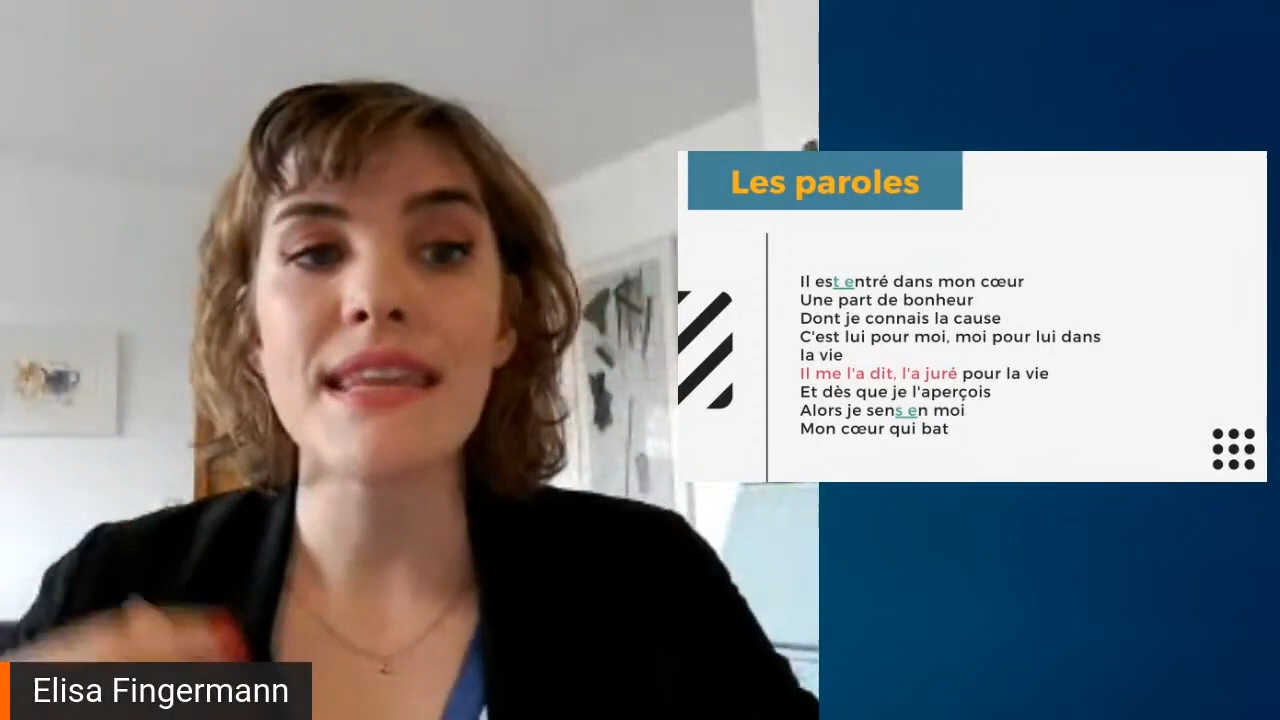 Les paroles
Il est entré dans mon cœur
Une part de bonheur
Dont je connais la cause
C'est lui pour moi, moi pour lui dans
la vie
Il me l'a dit, l'a juré pour la vie
Et dès que je l'aperçois
Alors je sens en moi
Mon cœur qui bat
Elisa Fingermann